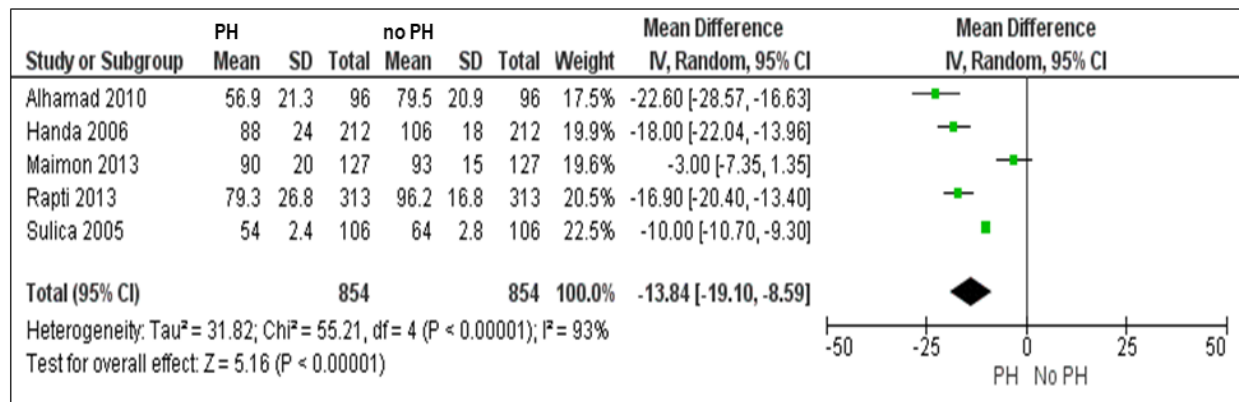 PH no PH Mean Difference Mean Difference
Study or Subgroup Mean SD Total Mean SD Total Weight IV, Random, 95% CI IV, Random, 95% CI
Alhamad 2010 56.9 21.3 96 79.5 20.9 96 17.5% -22.60 [-28.57, -16.63]
Handa 2006 88 24 212 106 18 212 19.9% -18.00 [-22.04, -13.96]
Maimon 2013 90 20 127 93 15 127 19.6% -3.00 [-7.35, 1.35]
Rapti 2013 79.3 26.8 313 96.2 16.8 313 20.5% -16.90 [-20.40, -13.40]
Sulica 2005 54 2.4 106 64 2.8 106 22.5% -10.00 [-10.70, -9.30]
Total (95% CI) 854 854 100.0% -13.84 [-19.10, -8.59]
Heterogeneity: Tau² = 31.82; Chi² = 55.21, df = 4 (P < 0.00001); I² = 93%
Test for overall effect: Z = 5.16 (P < 0.00001)
-50 -25 0 25 50
PH No PH